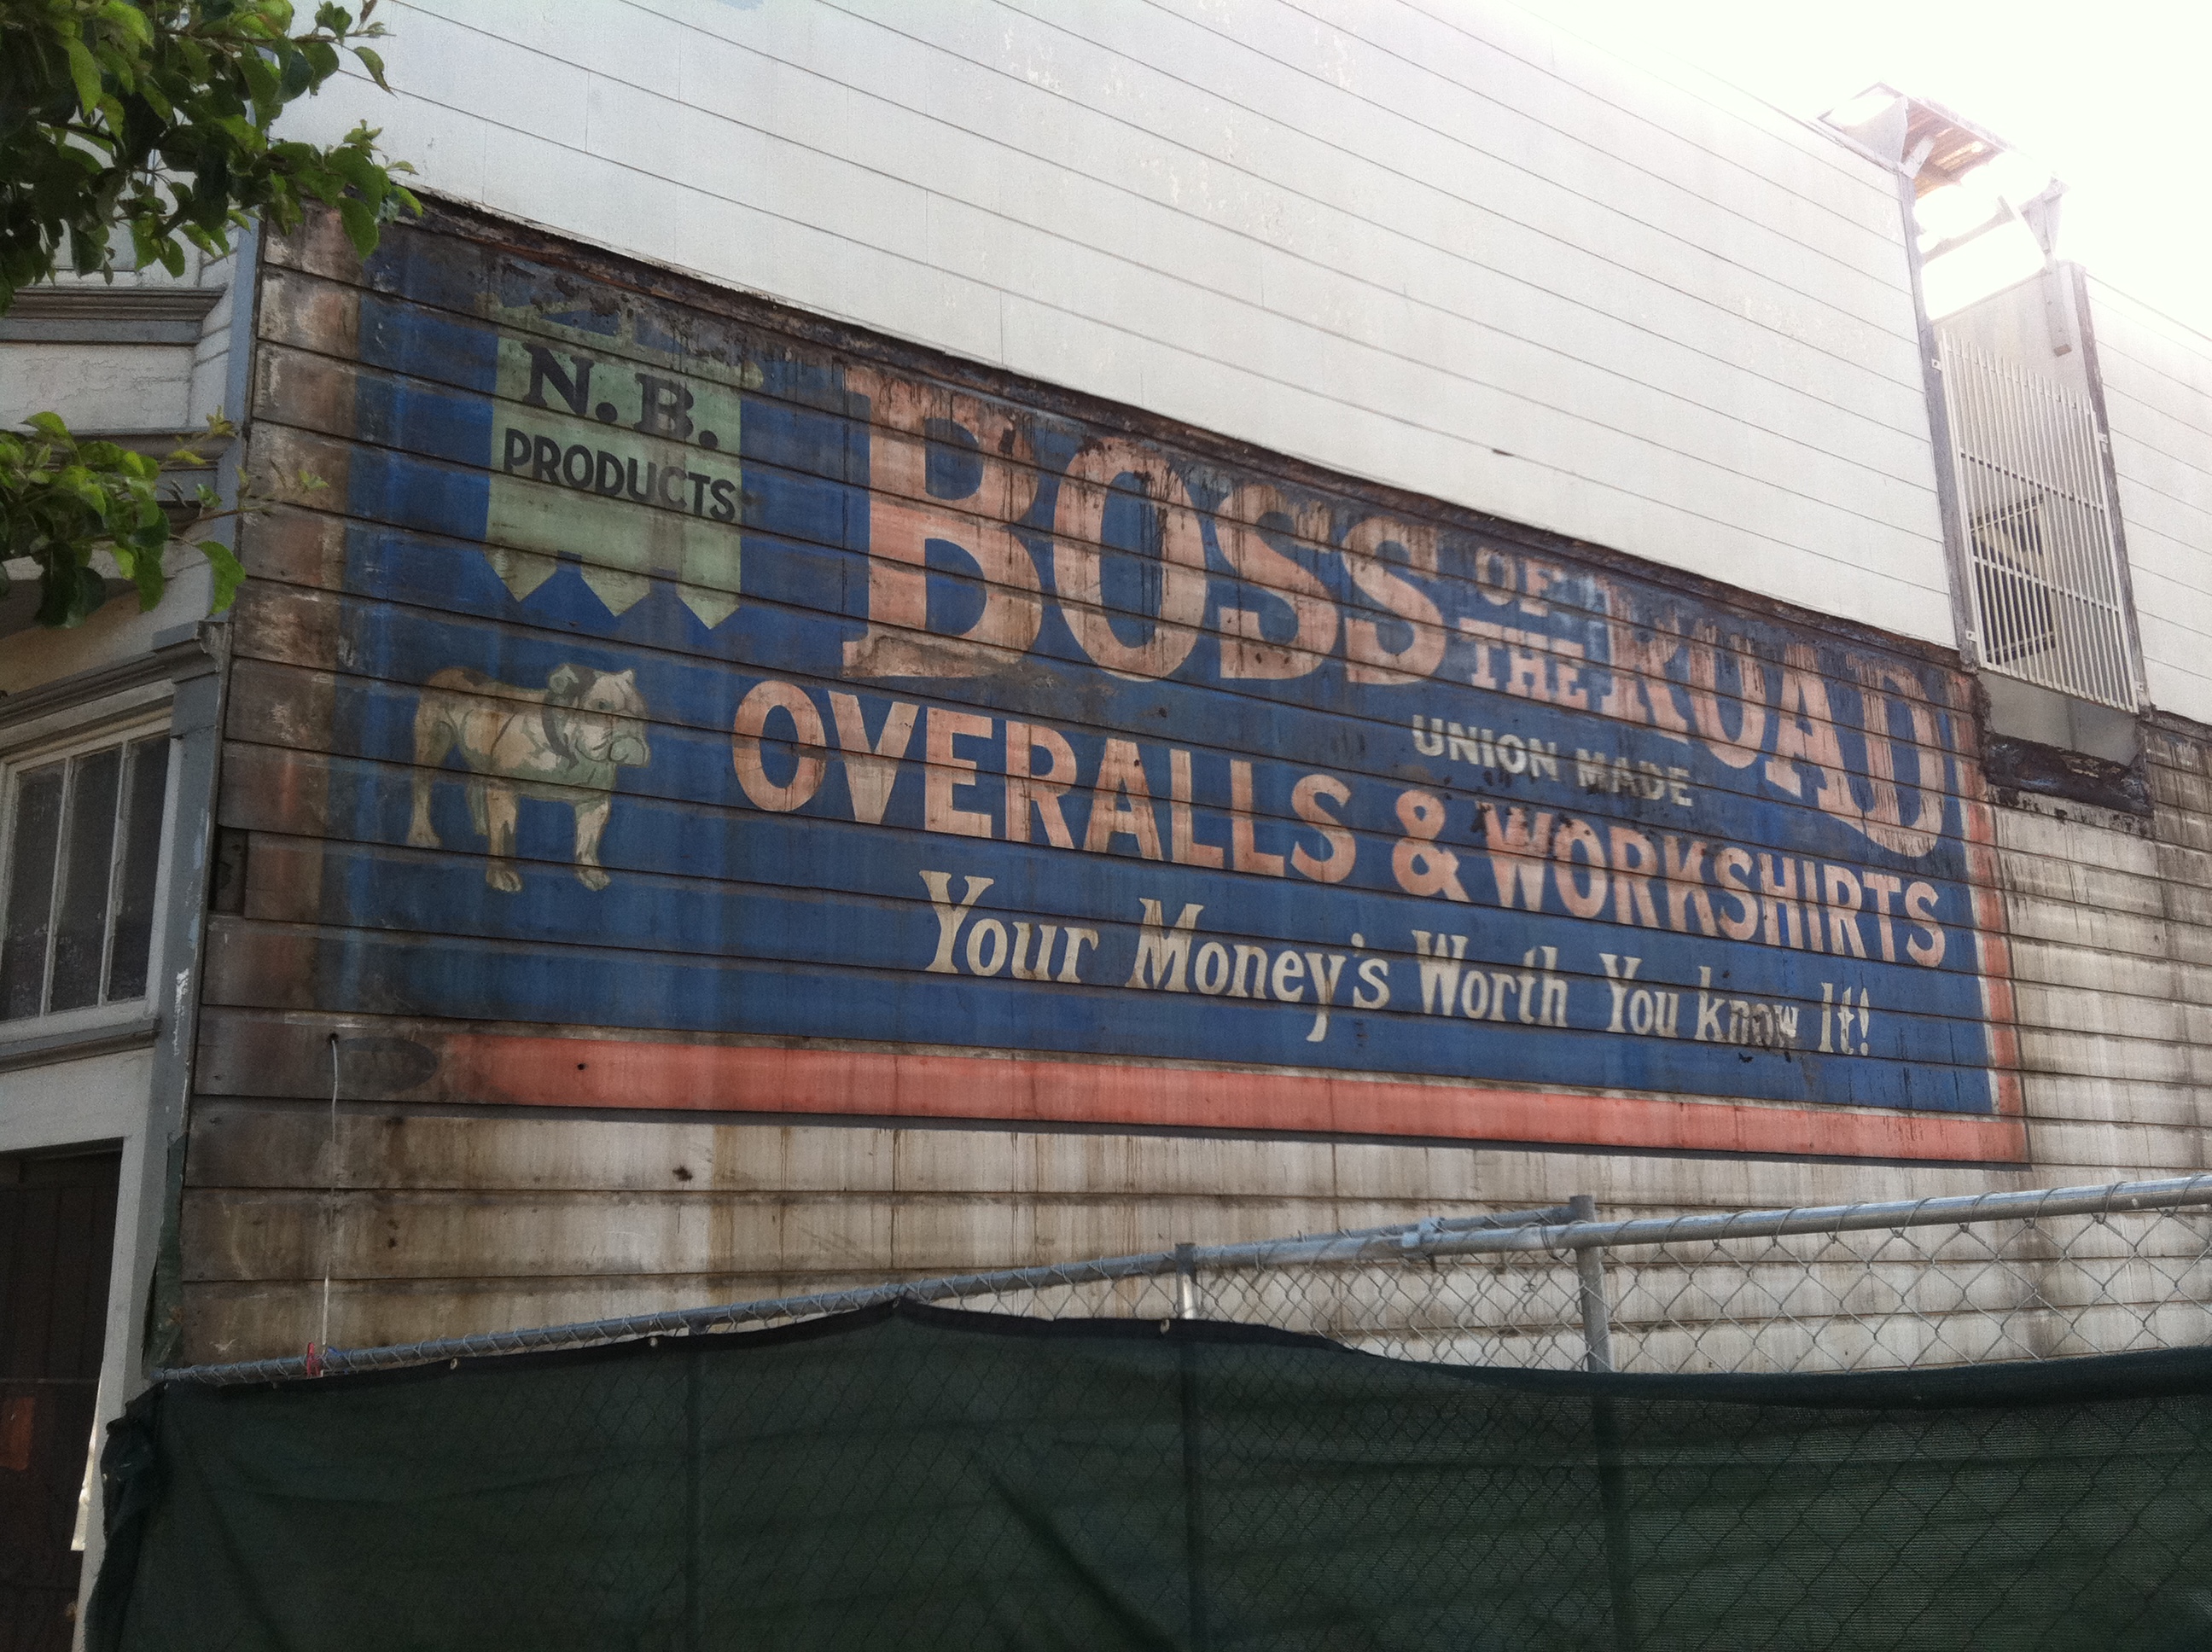 N. B.
PRODUCTS
BOSS OF THE ROAD
UNION MADE
OVERALLS & WORKSHIRTS
Your Money's Worth You know It!